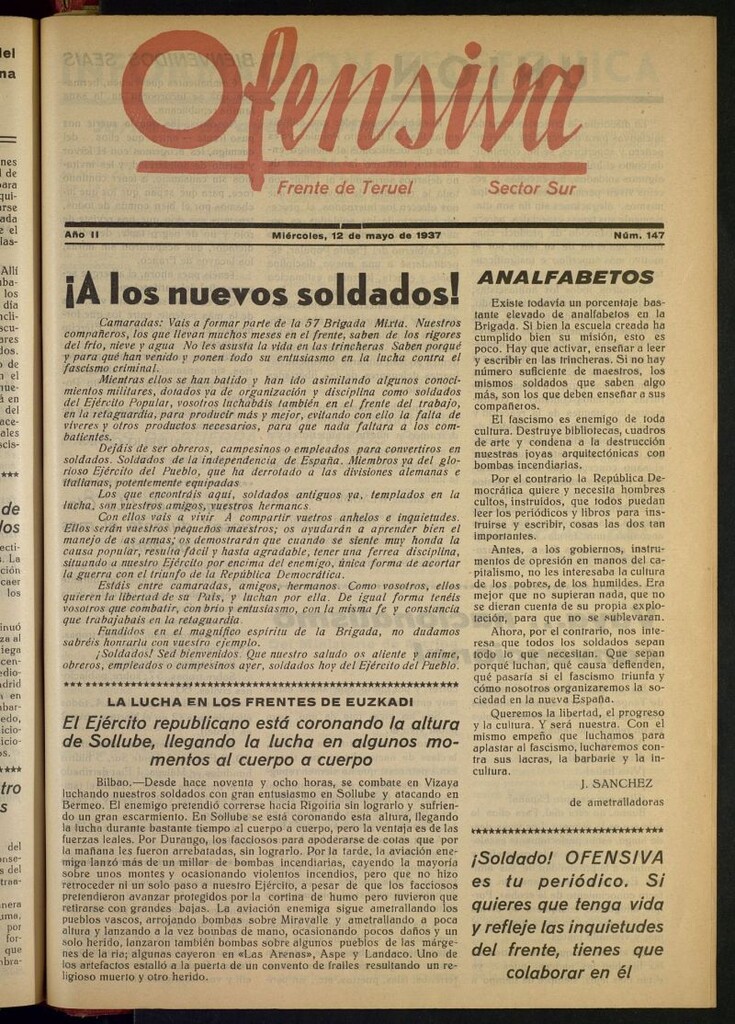 Ofensiva
Frente de Teruel Sector Sur
Año II Miércoles, 12 de mayo de 1937 Núm. 147
¡A los nuevos soldados!
Camaradas: Vais a formar parte de la 57 Brigada Mixta. Nuestros
compañeros, los que llevan muchos meses en el frente, saben de los rigores
del frío, nieve y agua No les asusta la vida en las trincheras Saben porqué
y para qué han venido y ponen todo su entusiasmo en la lucha contra el
fascismo criminal.
Mientras ellos se han batido y han ido asimilando algunos conoci-
mientos militares, dotados ya de organización y disciplina como soldados
del Ejército Popular, vosotros luchabáis también en el frente del trabajo,
en la retaguardia, para producir más y mejor, evitando con ello la falta de
víveres y otros productos necesarios, para que nada faltara a los com-
batientes.
Dejáis de ser obreros, campesinos o empleados para convertiros en
soldados. Soldados de la independencia de España. Miembros ya del glo-
rioso Ejército del Pueblo, que ha derrotado a las divisiones alemanas e
italianas, potentemente equipadas
Los que encontráis aquí, soldados antiguos ya, templados en la
lucha, son vuestros amigos, vuestros hermanos.
Con ellos vais a vivir A compartir vuestros anhelos e inquietudes.
Ellos serán vuestros pequeños maestros; os ayudarán a aprender bien el
manejo de as armas; os demostrarán que cuando se siente muy honda la
causa popular, resulta fácil y hasta agradable, tener una ferrea disciplina,
situando a nuestro Ejército por encima del enemigo, única forma de acortar
la guerra con el triunfo de la República Democrática.
Estáis entre camaradas, amigos, hermanos. Como vosotros, ellos
quieren la libertad de su País, y luchan por ella. De igual forma tenéis
vosotros que combatir, con brio y entusiasmo, con la misma fe y constancia
que trabajabais en la retaguardia.
Fundidos en el magnífico espíritu de la Brigada, no dudamos
sabréis honrarla con vuestro ejemplo.
¡Soldados! Sed bienvenidos. Que nuestro saludo os aliente y anime,
obreros, empleados o campesinos ayer, soldados hoy del Ejército del Pueblo.
LA LUCHA EN LOS FRENTES DE EUZKADI
El Ejército republicano está coronando la altura
de Sollube, llegando la lucha en algunos mo-
mentos al cuerpo a cuerpo
Bilbao.—Desde hace noventa y ocho horas, se combate en Vizcaya
luchando nuestros soldados con gran entusiasmo en Sollube y atacando en
Bermeo. El enemigo pretendió correrse hacia Rigoitia sin lograrlo y sufrien-
do un gran escarmiento. En Sollube se está coronando esta altura, llegando
la lucha durante bastante tiempo al cuerpo a cuerpo, pero la ventaja es de las
fuerzas leales. Por Durango, los facciosos para apoderarse de cotas que por
la mañana les fueron arrebatadas, sin lograrlo. Por la tarde, la aviación ene-
miga lanzó más de un millar de bombas incendiarias, cayendo la mayoría
sobre unos montes y ocasionando violentos incendios, pero que no hizo
retroceder ni un solo paso a nuestro Ejército, a pesar de que los facciosos
pretendieron avanzar protegidos por la cortina de humo pero tuvieron que
retirarse con grandes bajas. La aviación enemiga sigue ametrallando los
pueblos vascos, arrojando bombas sobre Miravalle y ametrallando a poca
altura y lanzando a la vez bombas de mano, ocasionando pocos daños y un
solo herido, lanzaron también bombas sobre algunos pueblos de las márge-
nes de la ría; algunas cayeron en «Las Arenas», Aspe y Landaco. Uno de
los artefactos estalló a la puerta de un convento de frailes resultando un re-
ligioso muerto y otro herido.
ANALFABETOS
Existe todavía un porcentaje bas-
tante elevado de analfabetos en la
Brigada. Si bien la escuela creada ha
cumplido bien su misión, esto es
poco. Hay que activar, enseñar a leer
y escribir en las trincheras. Si no hay
número suficiente de maestros, los
mismos soldados que saben algo
más, son los que deben enseñar a sus
compañeros.
El fascismo es enemigo de toda
cultura. Destruye bibliotecas, cuadros
de arte y condena a la destrucción
nuestras joyas arquitectónicas con
bombas incendiarias.
Por el contrario la República De-
mocrática quiere y necesita hombres
cultos, instruidos, que todos puedan
leer los periódicos y libros para ins-
truirse y escribir, cosas las dos tan
importantes.
Antes, a los gobiernos, instru-
mentos de opresión en manos del ca-
pitalismo, no les interesaba la cultura
de los pobres, de los humildes. Era
mejor que no supieran nada, que no
se dieran cuenta de su propia explo-
tación, para que no se sublevaran.
Ahora, por el contrario, nos inte-
resa que todos los soldados sepan
todo lo que necesitan. Que sepan
porqué luchan, qué causa defienden,
qué pasaría si el fascismo triunfa y
cómo nosotros organizaremos la so-
ciedad en la nueva España.
Queremos la libertad, el progreso
y la cultura. Y será nuestra. Con el
mismo empeño que luchamos para
aplastar al fascismo, lucharemos con-
tra sus lacras, la barbarie y la in-
cultura.
J. SANCHEZ
de ametralladoras
¡Soldado! OFENSIVA
es tu periódico. Si
quieres que tenga vida
y refleje las inquietudes
del frente, tienes que
colaborar en él